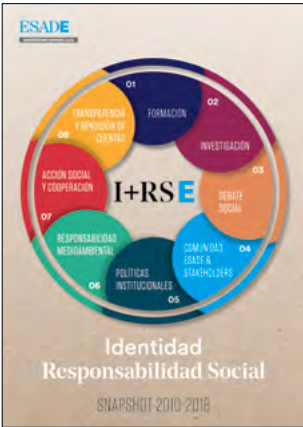 ESADE
01
FORMACIÓN
02
INVESTIGACIÓN
03
DEBATE
SOCIAL
04
COMUNIDAD
ESADE &
STAKEHOLDERS
05
POLÍTICAS
INSTITUCIONALES
06
RESPONSABILIDAD
MEDIOAMBIENTAL
07
ACCIÓN SOCIAL
Y COOPERACIÓN
08
TRANSPARENCIA
Y RENDICIÓN DE
CUENTAS
I+RSE
Identidad
Responsabilidad Social
SNAPSHOT 2010-2018